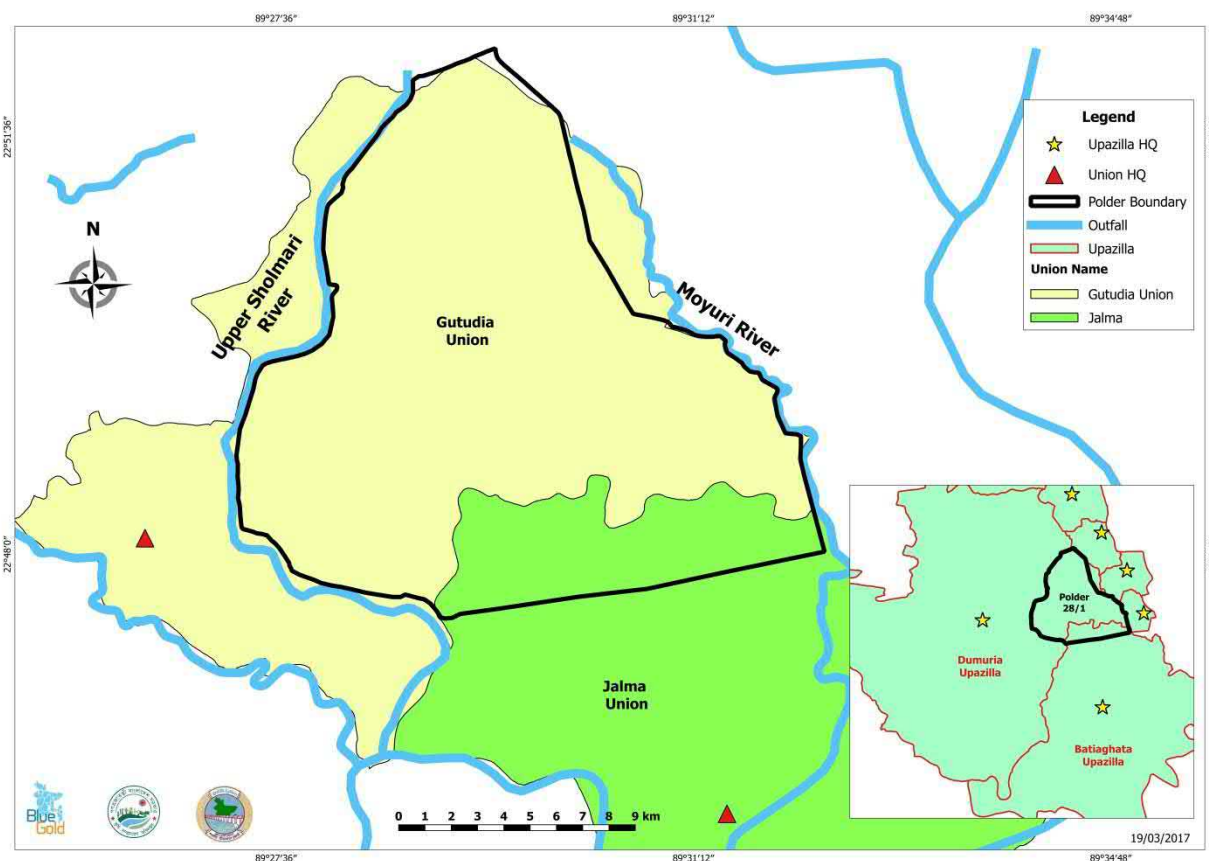 89°27'36"
89°31'12"
89°34'48"
22°51'36"
22°48'0"
N
Upper Sholmari
River
Gutudia
Union
Moyuri River
Jalma
Union
Legend
Upazilla HQ
Union HQ
Polder Boundary
Outfall
Upazilla
Union Name
Gutudia Union
Jalma
Polder
28/1
Dumuria
Upazilla
Batiaghata
Upazilla
Blue
Gold
0 1 2 3 4 5 6 7 8 9 km
19/03/2017
89°27'36"
89°31'12"
89°34'48"